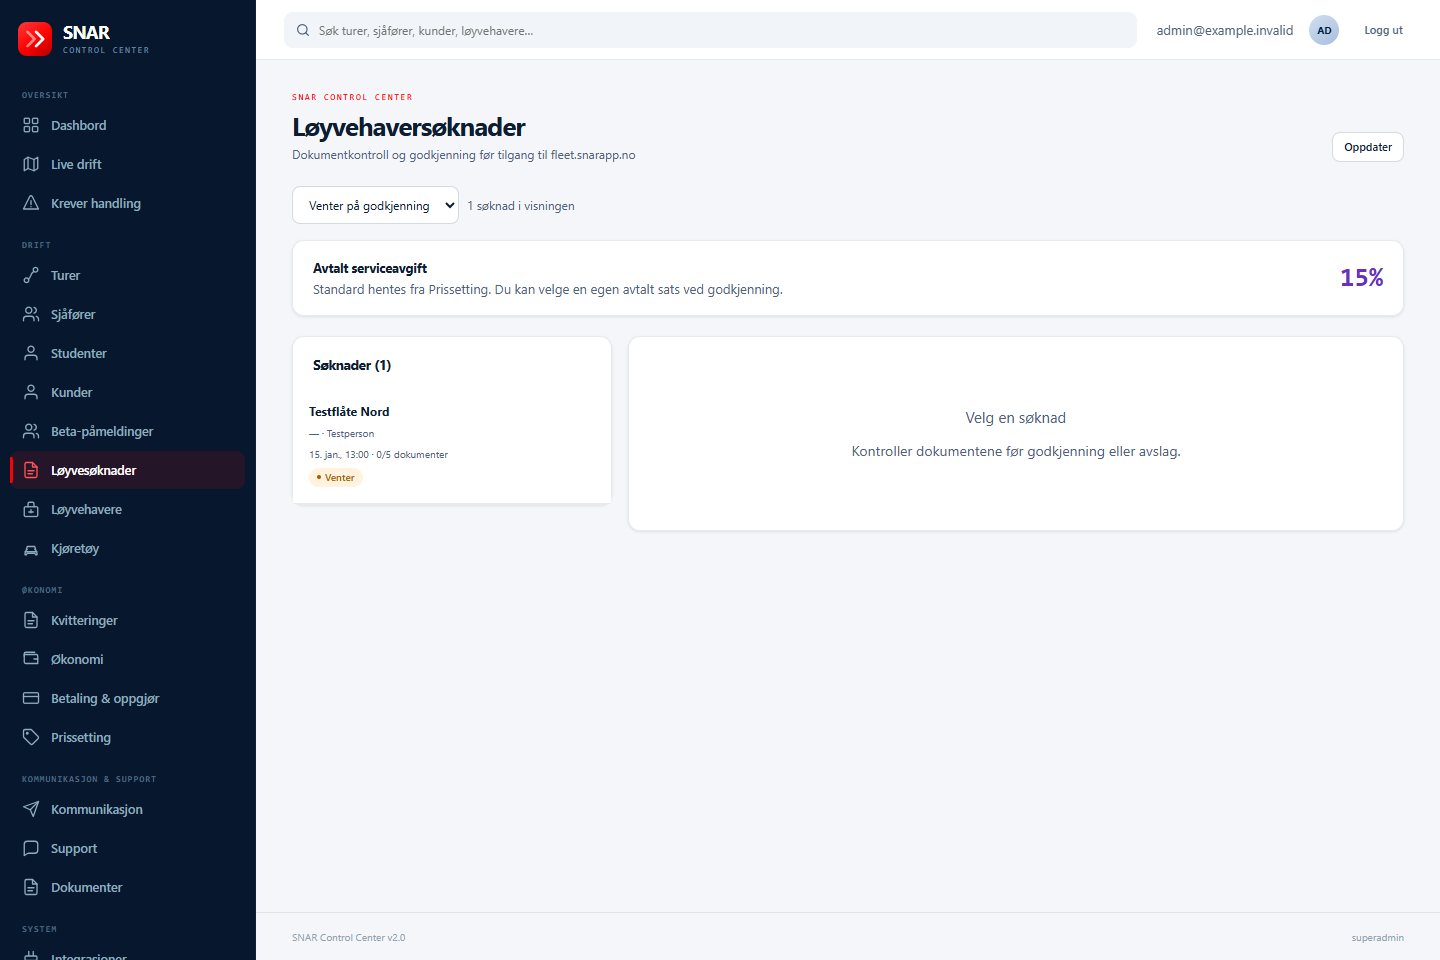 SNAR
CONTROL CENTER
OVERSIKT
Dashbord
Live drift
Krever handling
DRIFT
Turer
Sjåfører
Studenter
Kunder
Beta-påmeldinger
Løyvesøknader
Løyvehavere
Kjøretøy
ØKONOMI
Kvitteringer
Økonomi
Betaling & oppgjør
Prissetting
KOMMUNIKASJON & SUPPORT
Kommunikasjon
Support
Dokumenter
SYSTEM
Integrasjoner
Søk turer, sjåfører, kunder, løyvehavere...
admin@example.invalid
AD
Logg ut
SNAR CONTROL CENTER
Løyvehaversøknader
Dokumentkontroll og godkjenning før tilgang til fleet.snarapp.no
Oppdater
Venter på godkjenning
1 søknad i visningen
Avtalt serviceavgift
Standard hentes fra Prissetting. Du kan velge en egen avtalt sats ved godkjenning.
15%
Søknader (1)
Testflåte Nord
— · Testperson
15. jan., 13:00 · 0/5 dokumenter
• Venter
Velg en søknad
Kontroller dokumentene før godkjenning eller avslag.
SNAR Control Center v2.0
superadmin